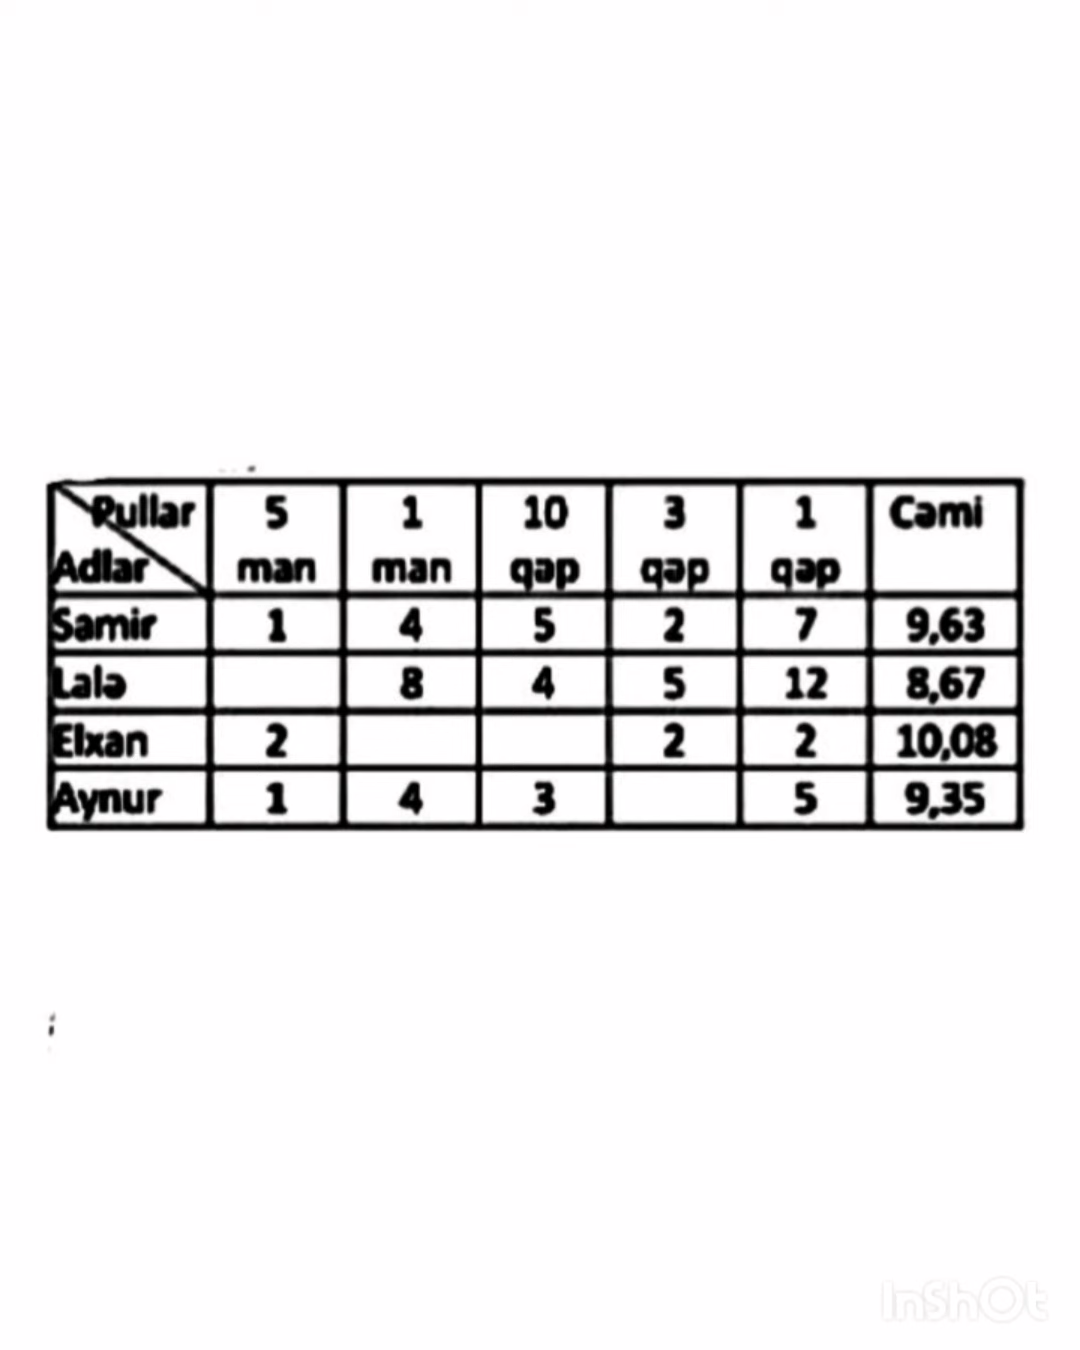 Pullar 5 1 10 3 1 Cəmi
Adlar man man qəp qəp qəp
Samir 1 4 5 2 7 9,63
Lalə 8 4 5 12 8,67
Elxan 2 2 2 10,08
Aynur 1 4 3 5 9,35
InShOt